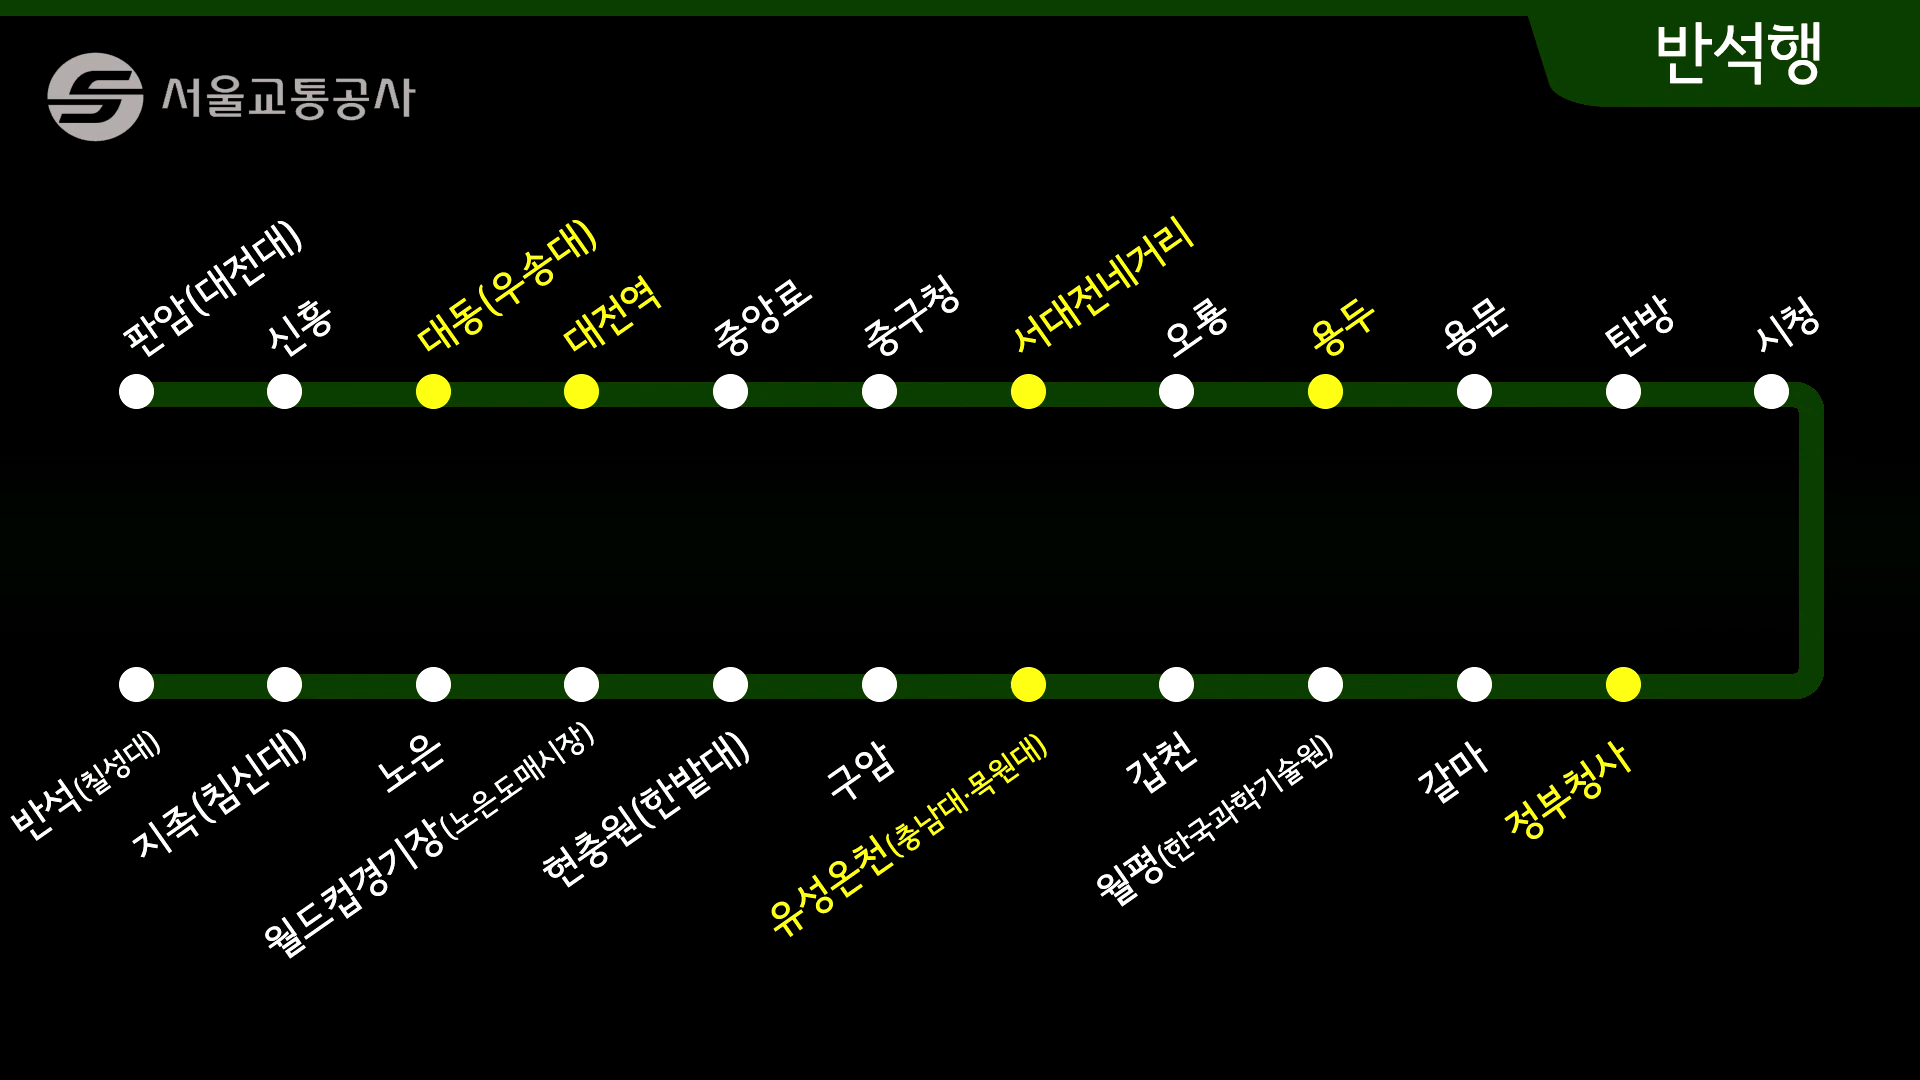 반석행
서울교통공사
판암(대전대)
신흥
대동(우송대)
대전역
중앙로
중구청
서대전네거리
오룡
용두
용문
탄방
시청
반석(칠성대)
지족(침신대)
노은
월드컵경기장(노은도매시장)
현충원(한밭대)
구암
유성온천(충남대·목원대)
갑천
월평(한국과학기술원)
갈마
정부청사